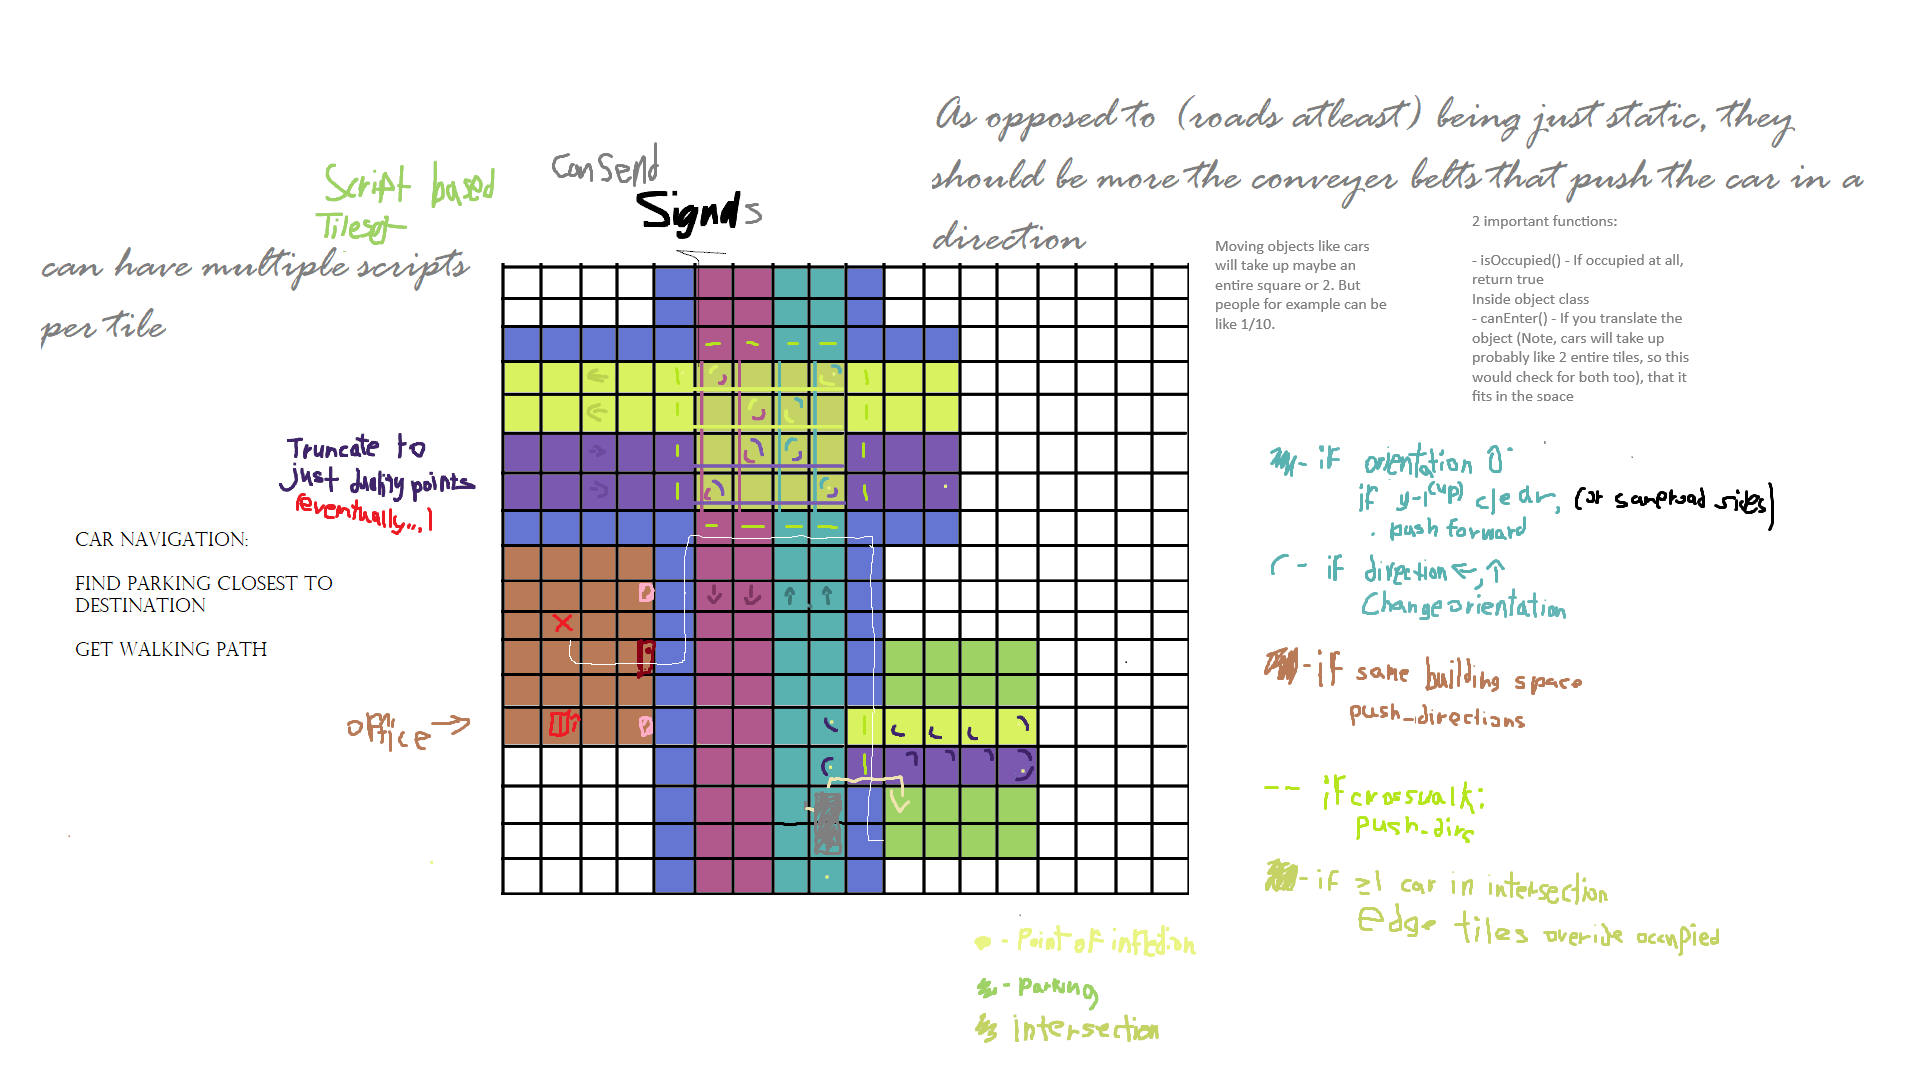 As opposed to (roads atleast) being just static, they
should be more the conveyer belts that push the car in a
direction
Script based
Tileset
Can Send
Signals
can have multiple scripts
per tile
Moving objects like cars
will take up maybe an
entire square or 2. But
people for example can be
like 1/10.
2 important functions:
- isOccupied() - If occupied at all,
return true
Inside object class
- canEnter() - If you translate the
object (Note, cars will take up
probably like 2 entire tiles, so this
would check for both too), that it
fits in the space
Truncate to
just duality points
(eventually...)
CAR NAVIGATION:
FIND PARKING CLOSEST TO
DESTINATION
GET WALKING PATH
office →
- if orientation 0°
if y-1 (up) clear, (or same road sides)
. push forward
- if direction ←, ↑
Change orientation
- if same building space
push_directions
-- if crosswalk:
push_dirs
- if ≥1 car in intersection
Edge tiles overide occupied
- Point of inflection
- Parking
intersection